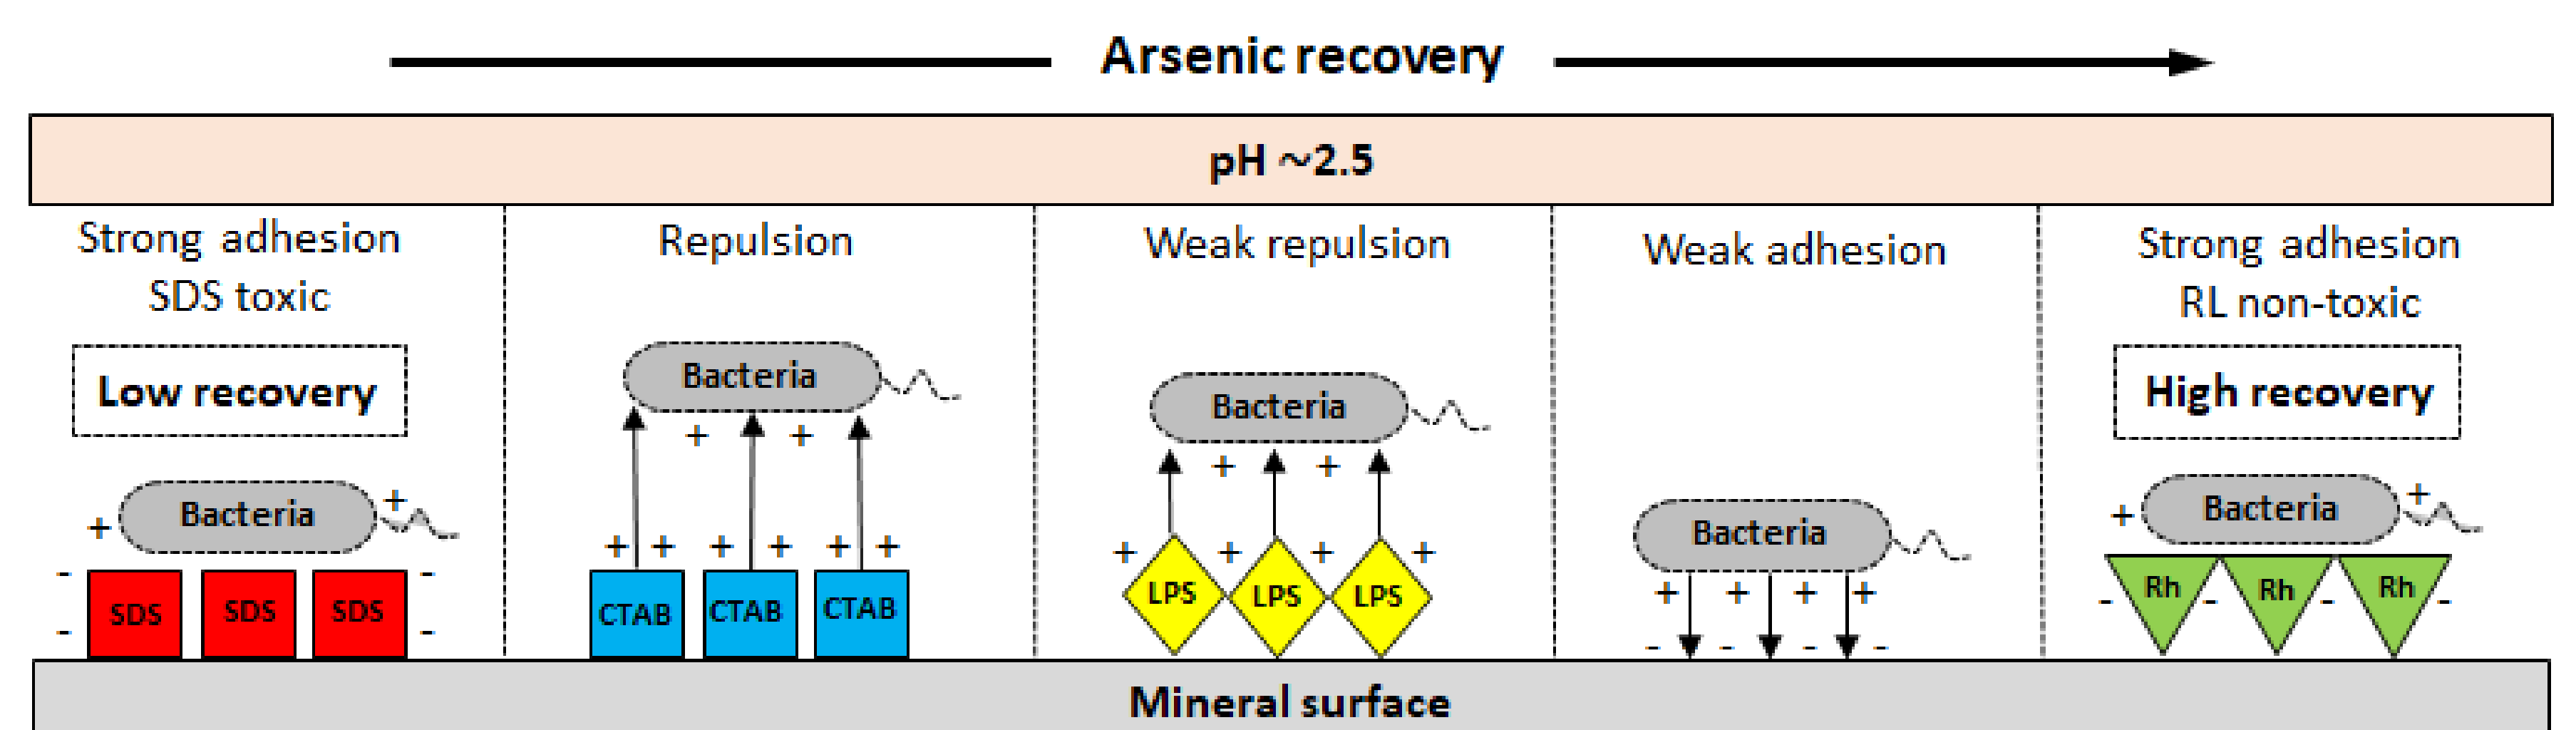 Arsenic recovery
pH ~2.5
Strong adhesion
SDS toxic
Low recovery
+ Bacteria +
- -
SDS SDS SDS
- -
Repulsion
Bacteria
+ +
+ + + + + +
CTAB CTAB CTAB
Weak repulsion
Bacteria
+ +
+ + + +
LPS LPS LPS
Weak adhesion
Bacteria
+ + + +
- - - -
Strong adhesion
RL non-toxic
High recovery
+ Bacteria +
Rh Rh Rh
- - - -
Mineral surface